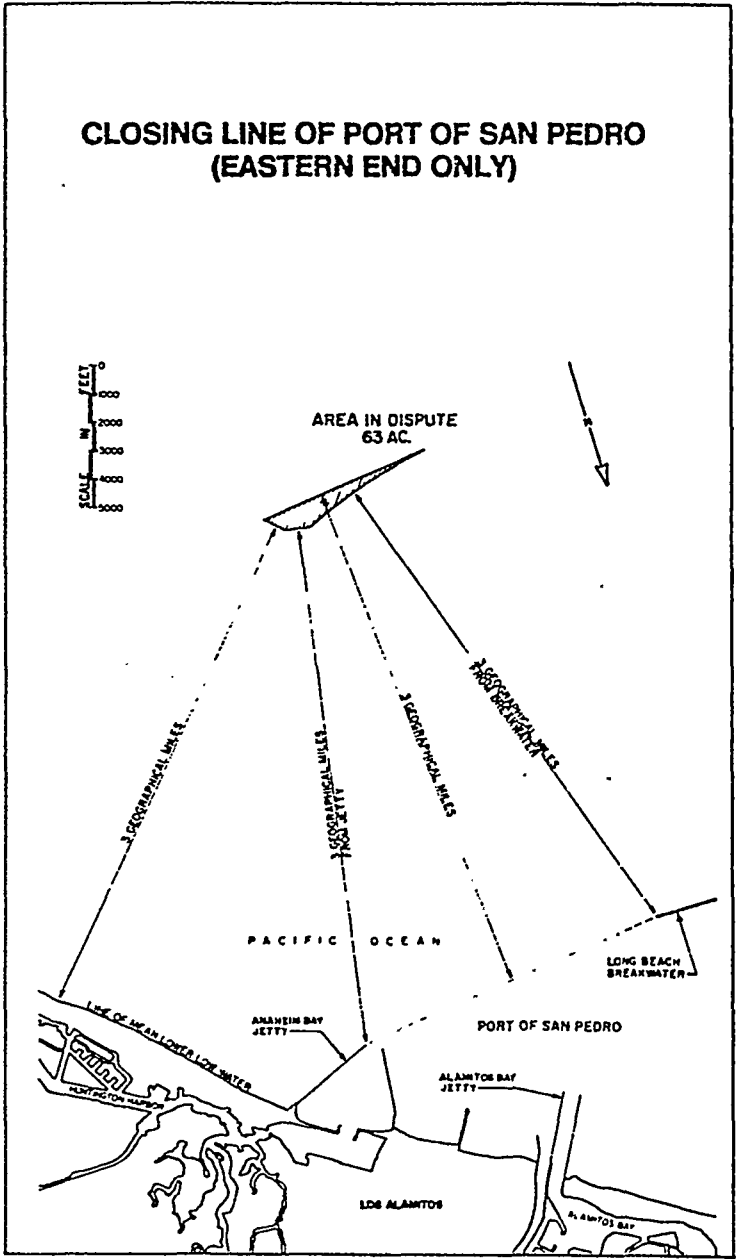 CLOSING LINE OF PORT OF SAN PEDRO
(EASTERN END ONLY)
SCALE IN FEET
0
1000
2000
3000
4000
5000
AREA IN DISPUTE
63 AC.
N
3 GEOGRAPHICAL MILES
3 GEOGRAPHICAL MILES
FROM JETTY
3 GEOGRAPHICAL MILES
3 GEOGRAPHICAL MILES
FROM BREAKWATER
PACIFIC OCEAN
LONG BEACH
BREAKWATER
LINE OF MEAN LOWER LOW WATER
ANAHEIM BAY
JETTY
PORT OF SAN PEDRO
ALAMITOS BAY
JETTY
HUNTINGTON HARBOR
LOS ALAMITOS
ALAMITOS BAY